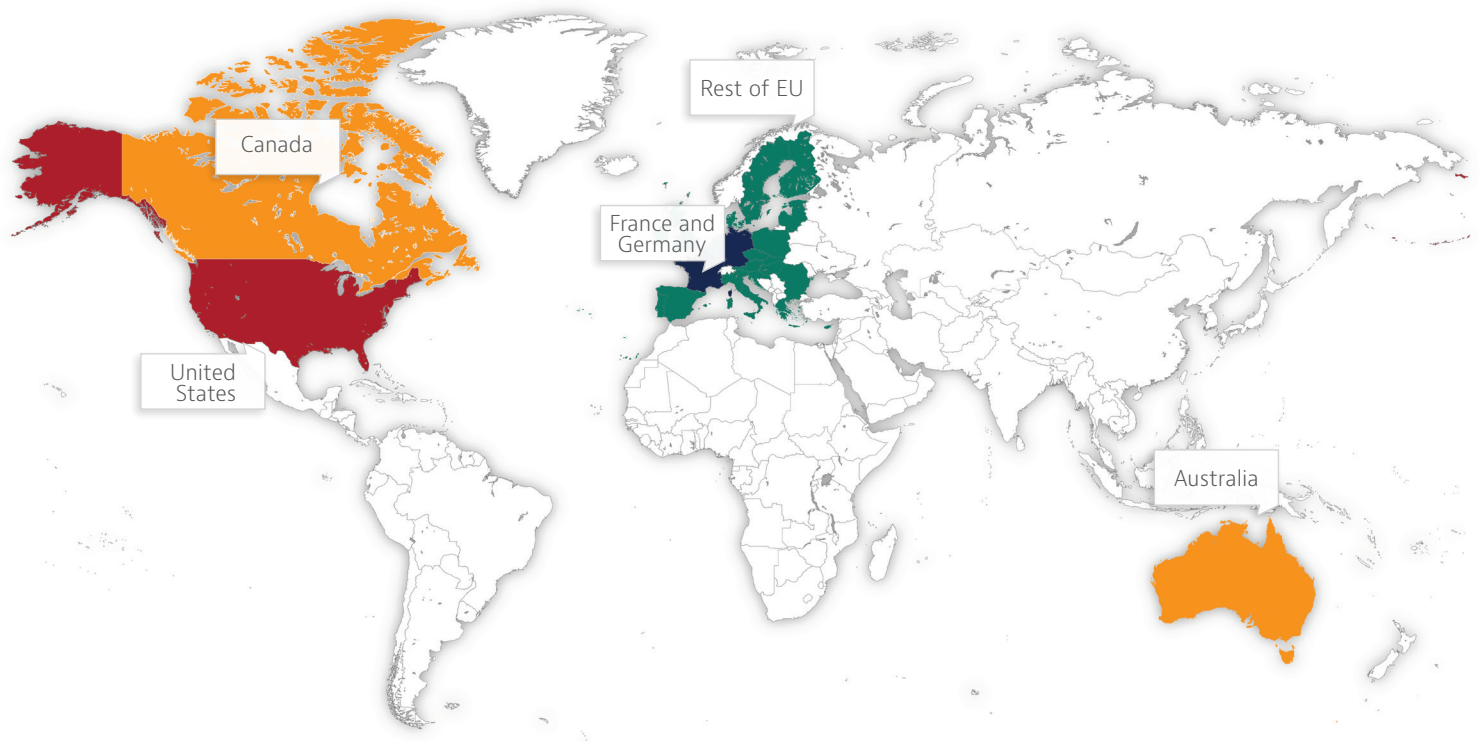 Rest of EU
Canada
France and
Germany
United
States
Australia